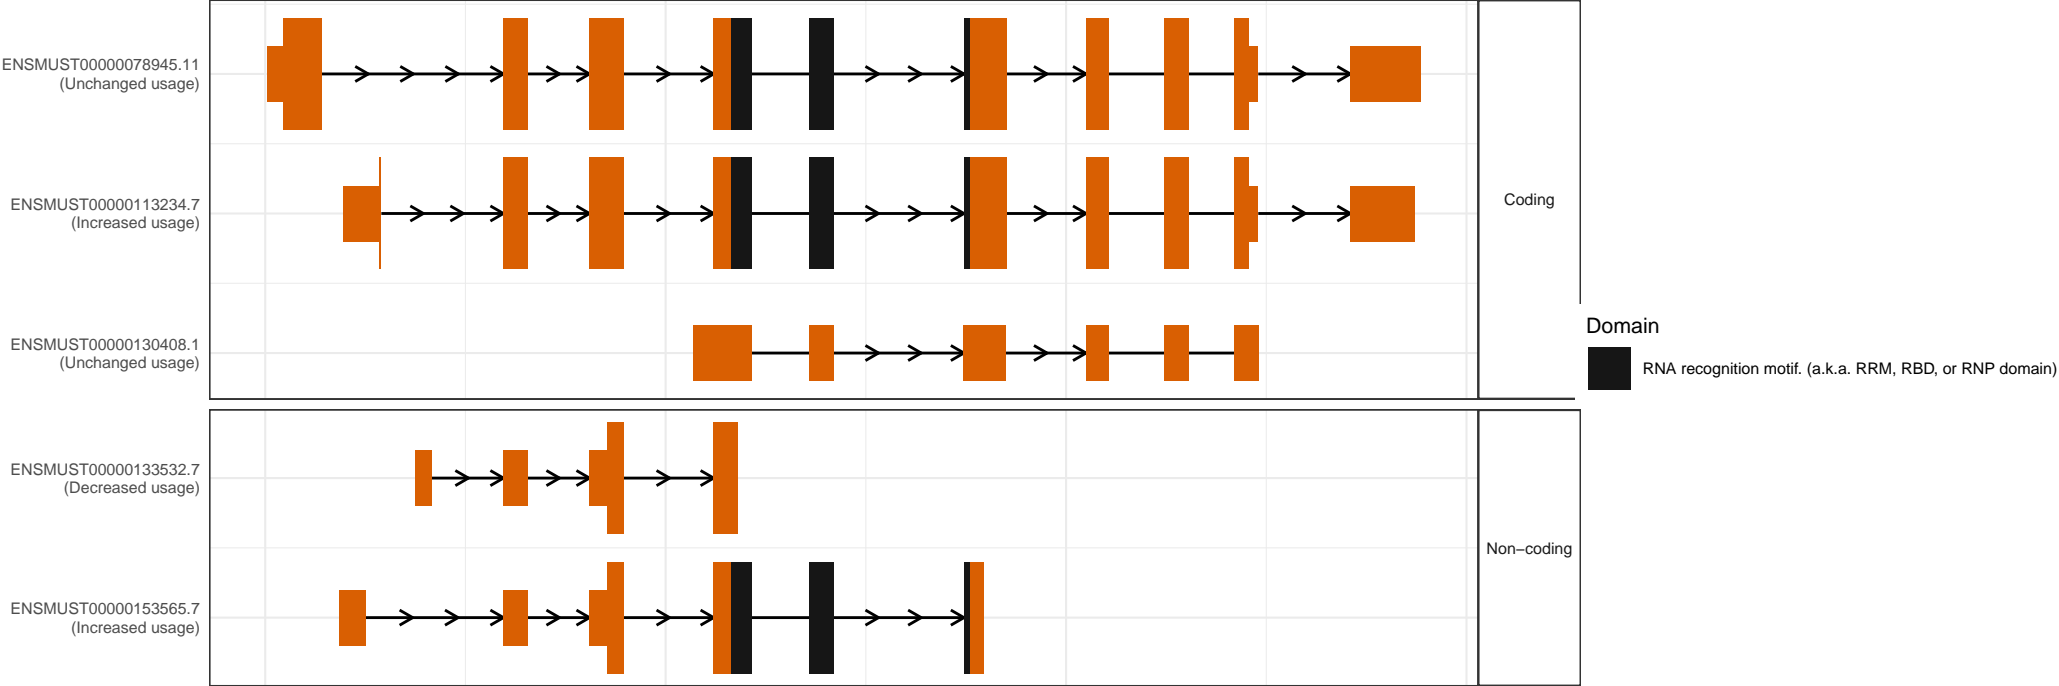 ENSMUST00000078945.11
(Unchanged usage)
ENSMUST00000113234.7
(Increased usage)
ENSMUST00000130408.1
(Unchanged usage)
Coding
ENSMUST00000133532.7
(Decreased usage)
ENSMUST00000153565.7
(Increased usage)
Non−coding
Domain
RNA recognition motif. (a.k.a. RRM, RBD, or RNP domain)